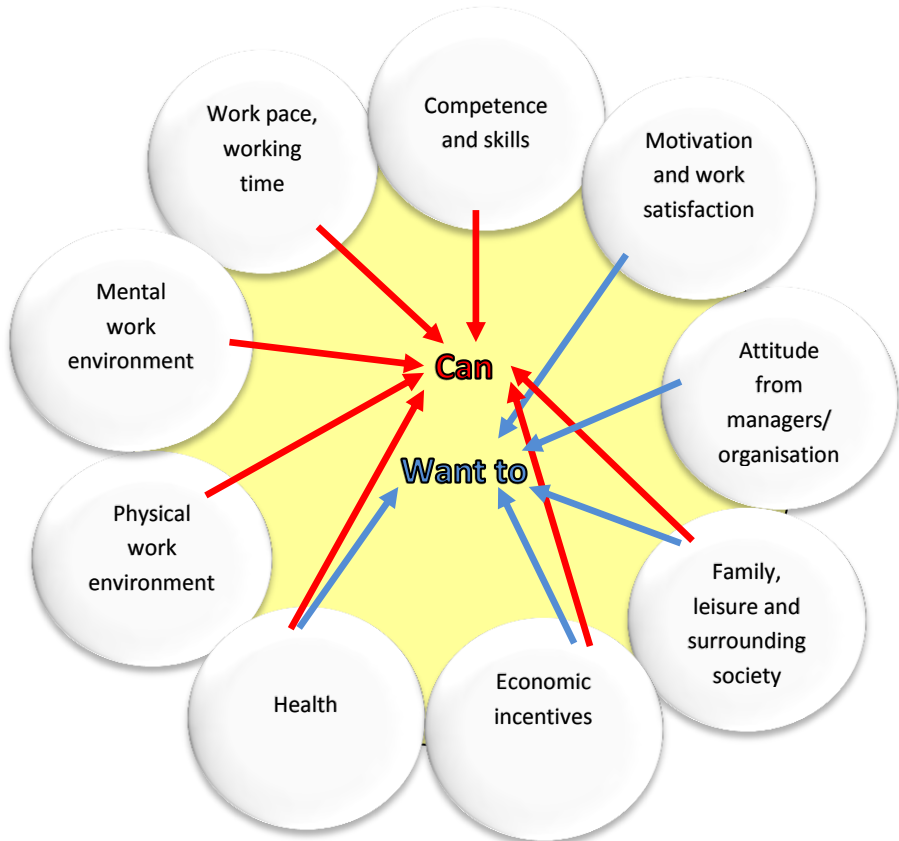 Work pace,
working
time
Competence
and skills
Motivation
and work
satisfaction
Mental
work
environment
Can
Attitude
from
managers/
organisation
Want to
Physical
work
environment
Family,
leisure and
surrounding
society
Health
Economic
incentives